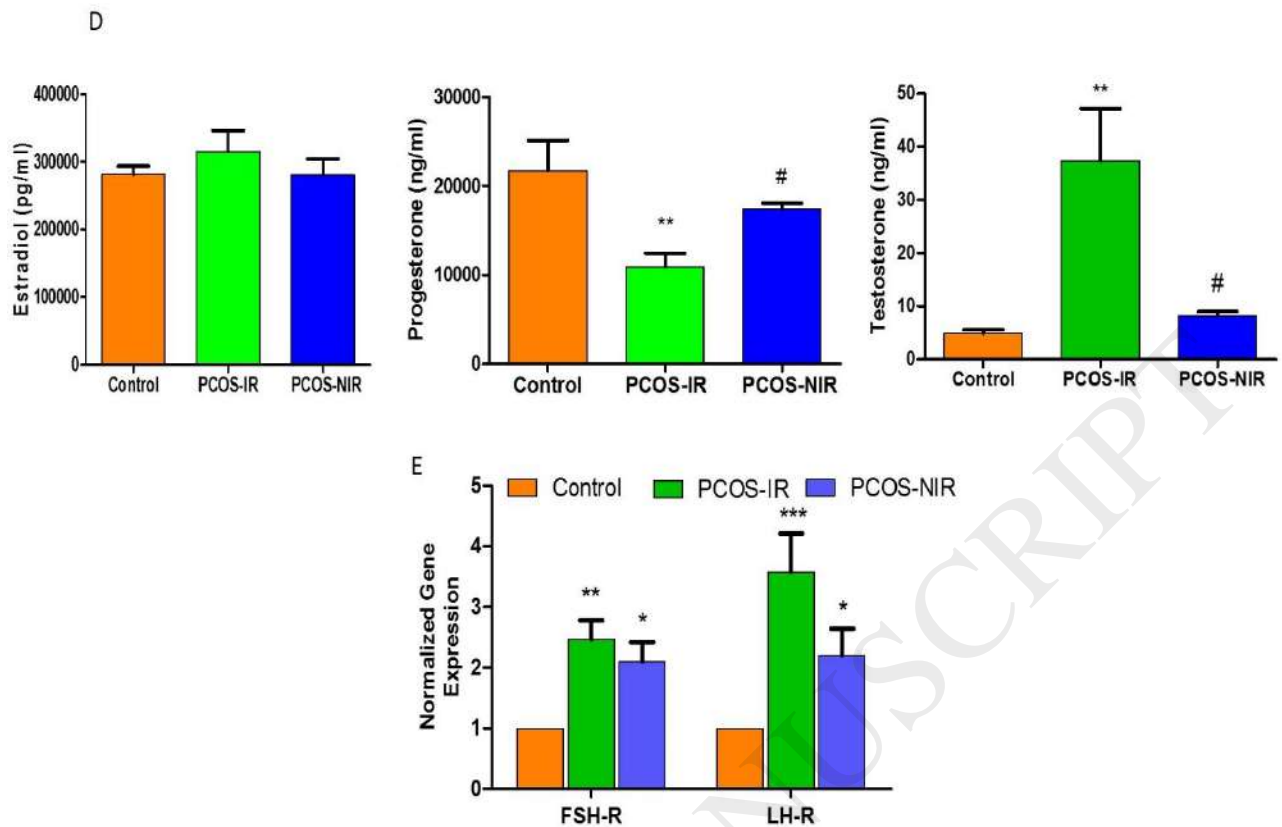 D
Estradiol (pg/ml)
400000
300000
200000
100000
0
Control PCOS-IR PCOS-NIR
Progesterone (ng/ml)
30000
20000
10000
0
**
#
Control PCOS-IR PCOS-NIR
Testosterone (ng/ml)
50
40
30
20
10
0
**
#
Control PCOS-IR PCOS-NIR
E
Control PCOS-IR PCOS-NIR
Normalized Gene
Expression
5
4
3
2
1
0
**
*
***
*
FSH-R LH-R
NUSCRIPT